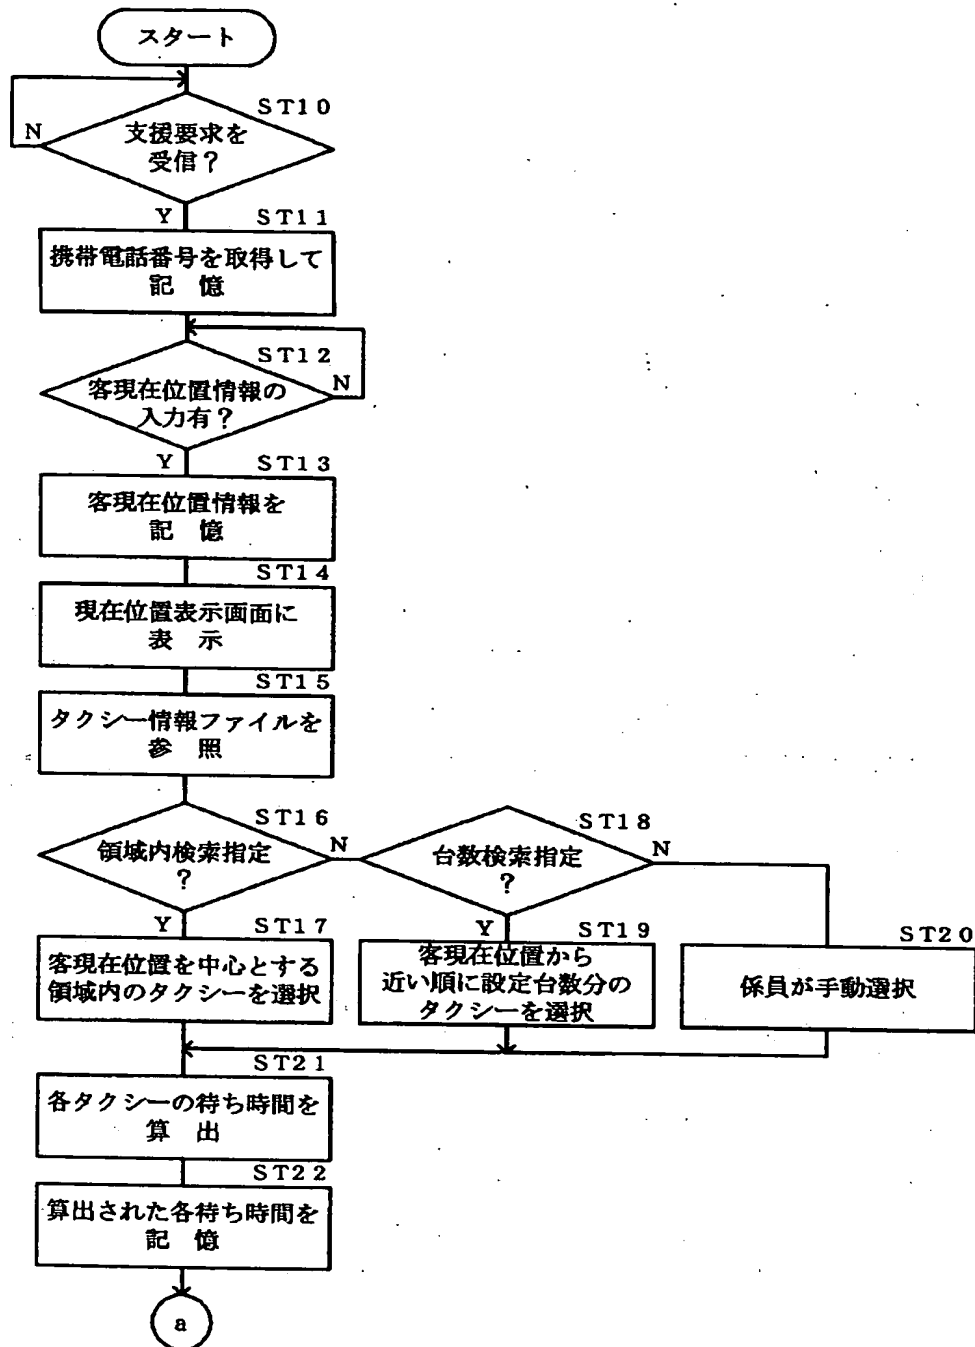 スタート
ST10
N
支援要求を
受信？
Y
ST11
携帯電話番号を取得して
記　憶
ST12
N
客現在位置情報の
入力有？
Y
ST13
客現在位置情報を
記　憶
ST14
現在位置表示画面に
表　示
ST15
タクシー情報ファイルを
参　照
ST16
領域内検索指定
？
N
ST18
台数検索指定
？
N
Y
ST17
客現在位置を中心とする
領域内のタクシーを選択
Y
ST19
客現在位置から
近い順に設定台数分の
タクシーを選択
ST20
係員が手動選択
ST21
各タクシーの待ち時間を
算　出
ST22
算出された各待ち時間を
記　憶
a